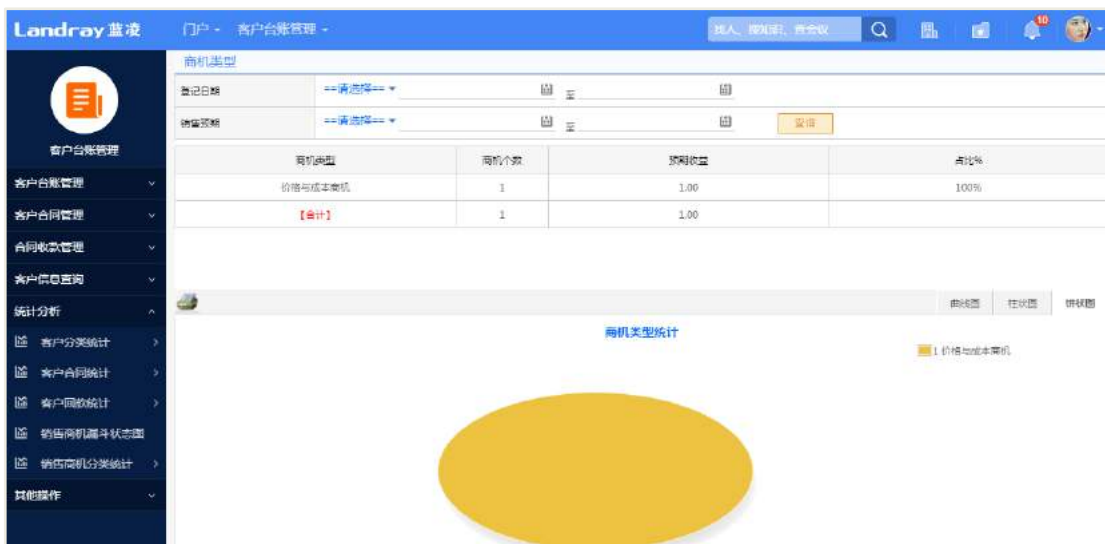 Landray 蓝凌
门户
客户台账管理
10
客户台账管理
客户台账管理
客户合同管理
合同收款管理
客户信息查询
统计分析
客户分类统计
客户合同统计
客户回款统计
销售商机漏斗状态图
销售商机分类统计
其他操作
商机类型
登记日期 ==请选择== 至
销售预期 ==请选择== 至 查询
商机类型 商机个数 预期收益 占比%
价格与成本商机 1 1.00 100%
【合计】 1 1.00
曲线图 柱状图 饼状图
商机类型统计
1 价格与成本商机